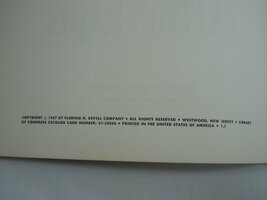 COPYRIGHT © 1967 BY FLEMING H. REVELL COMPANY • ALL RIGHTS RESERVED • WESTWOOD, NEW JERSEY • LIBRARY
OF CONGRESS CATALOG CARD NUMBER: 67-28866 • PRINTED IN THE UNITED STATES OF AMERICA • 1.1